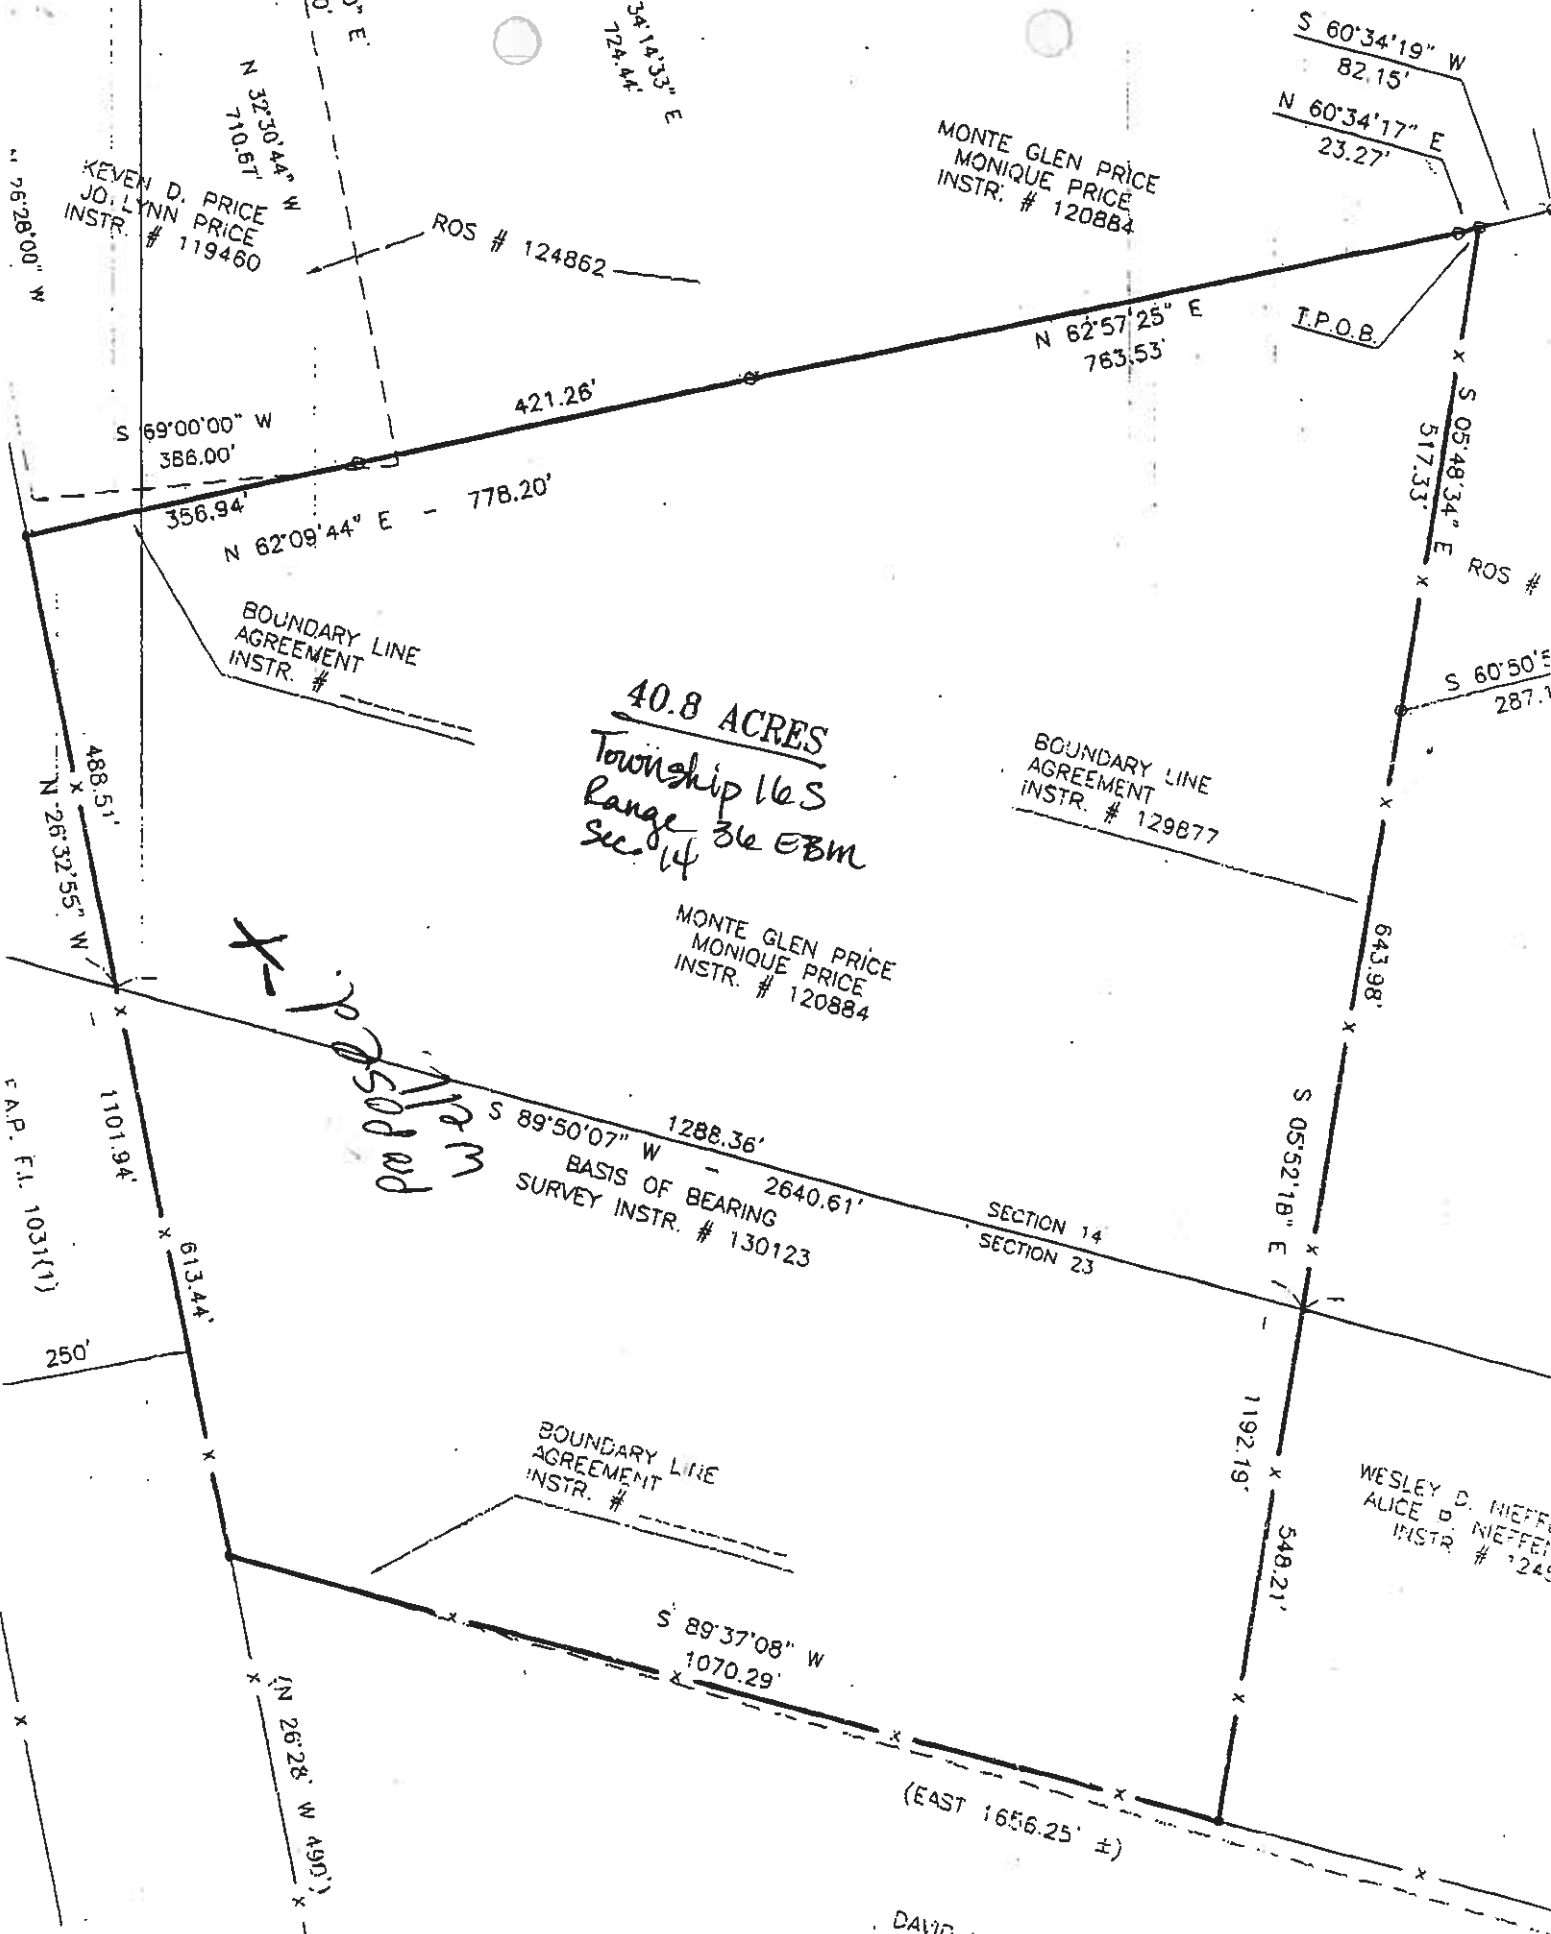 S 60°34'19" W
82.15'
N 60°34'17" E
23.27'
34°14'33" E
724.44'
N 32°30'44" W
710.67'
26°28'00" W
KEVEN D. PRICE
JO LYNN PRICE
INSTR. # 119460
ROS # 124862
MONTE GLEN PRICE
MONIQUE PRICE
INSTR. # 120884
N 62°57'25" E
763.53'
T.P.O.B.
421.26'
S 69°00'00" W
386.00'
356.94'
N 62°09'44" E - 778.20'
S 05°48'34" E
517.33'
ROS #
BOUNDARY LINE
AGREEMENT
INSTR. #
40.8 ACRES
Township 16 S
Range 36 EBM
Sec. 14
S 60°50'5
287.1
BOUNDARY LINE
AGREEMENT
INSTR. # 129877
488.51'
N 26°32'55" W
MONTE GLEN PRICE
MONIQUE PRICE
INSTR. # 120884
643.98'
X -
proposed
well
S 89°50'07" W - 2640.61'
1288.36'
BASIS OF BEARING
SURVEY INSTR. # 130123
SECTION 14
SECTION 23
S 05°52'18" E
1192.19'
548.21'
1101.94'
613.44'
F.A.P. F.I. 1031(1)
250'
BOUNDARY LINE
AGREEMENT
INSTR. #
WESLEY D. NIEFFE
ALICE B. NIEFFEN
INSTR # 1245
S 89°37'08" W
1070.29'
(N 26°28' W 490')
(EAST 1656.25' ±)
DAVID